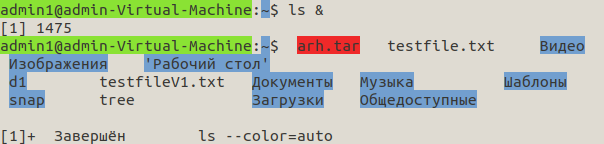 admin1@admin-Virtual-Machine:~$ ls &
[1] 1475
admin1@admin-Virtual-Machine:~$ arh.tar testfile.txt Видео
Изображения 'Рабочий стол'
d1 testfileV1.txt Документы Музыка Шаблоны
snap tree Загрузки Общедоступные
[1]+ Завершён ls --color=auto